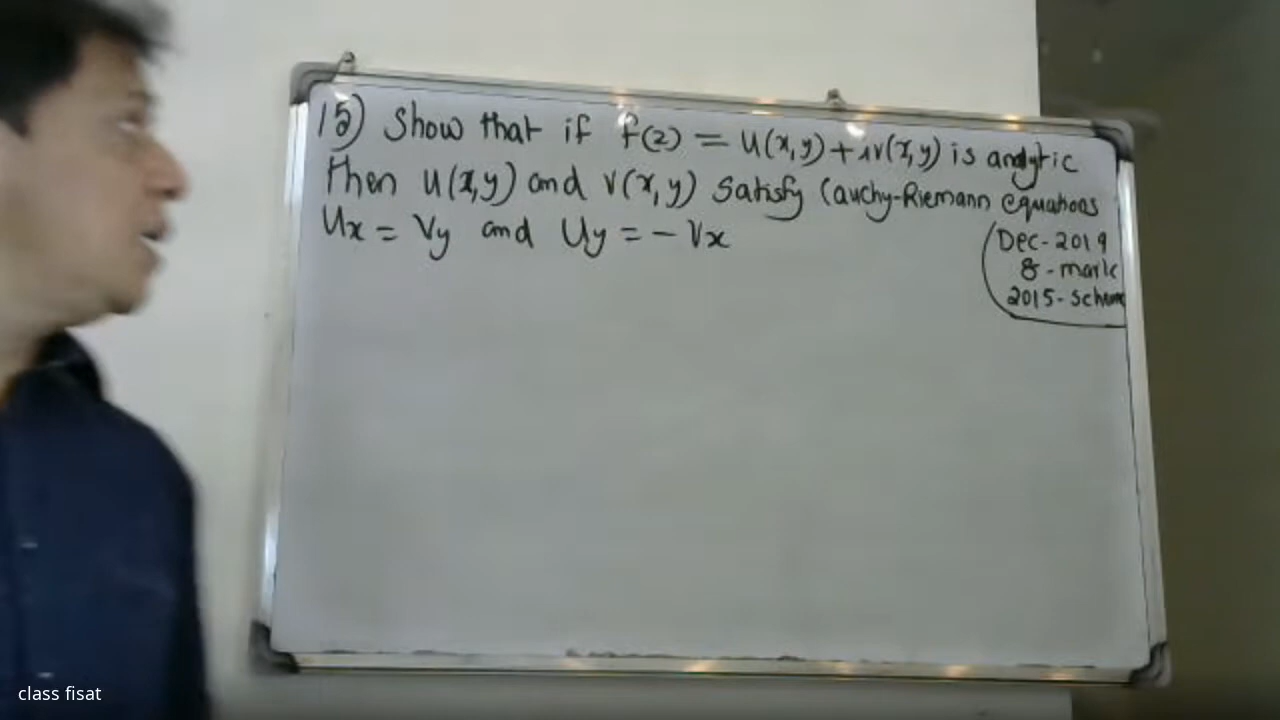 15) Show that if f(z) = u(x,y)+iv(x,y) is analytic
then u(x,y) and v(x,y) satisfy Cauchy-Riemann equations
Ux = Vy and Uy = -Vx
Dec-2019
8-mark
2015-scheme
class fisat